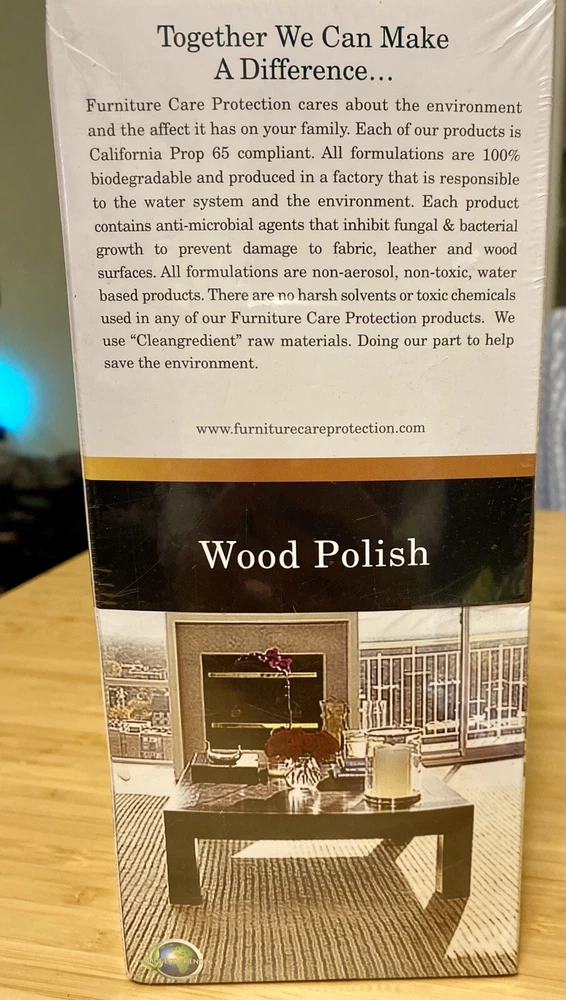 Together We Can Make
A Difference...
Furniture Care Protection cares about the environment
and the affect it has on your family. Each of our products is
California Prop 65 compliant. All formulations are 100%
biodegradable and produced in a factory that is responsible
to the water system and the environment. Each product
contains anti-microbial agents that inhibit fungal & bacterial
growth to prevent damage to fabric, leather and wood
surfaces. All formulations are non-aerosol, non-toxic, water
based products. There are no harsh solvents or toxic chemicals
used in any of our Furniture Care Protection products. We
use “Cleangredient” raw materials. Doing our part to help
save the environment.
www.furniturecareprotection.com
Wood Polish